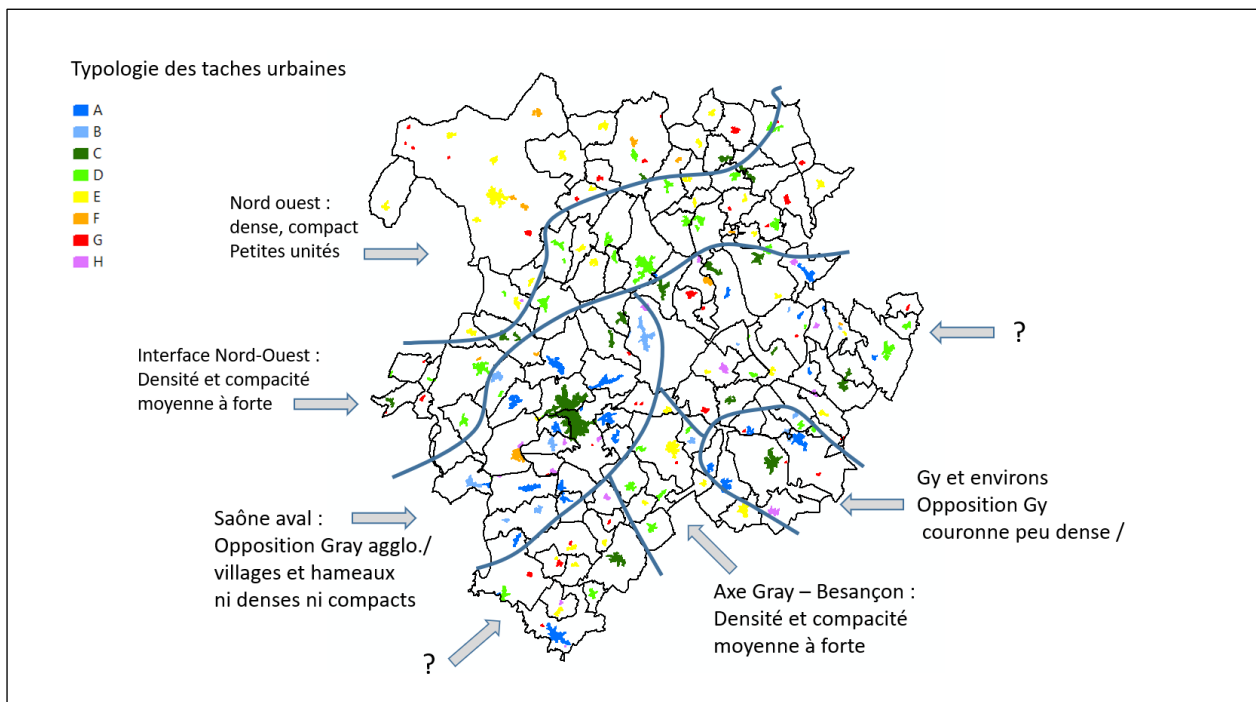 Typologie des taches urbaines
A
B
C
D
E
F
G
H
Nord ouest :
dense, compact
Petites unités
Interface Nord-Ouest :
Densité et compacité
moyenne à forte
Saône aval :
Opposition Gray agglo./
villages et hameaux
ni denses ni compacts
?
Axe Gray – Besançon :
Densité et compacité
moyenne à forte
Gy et environs
Opposition Gy
couronne peu dense /
?